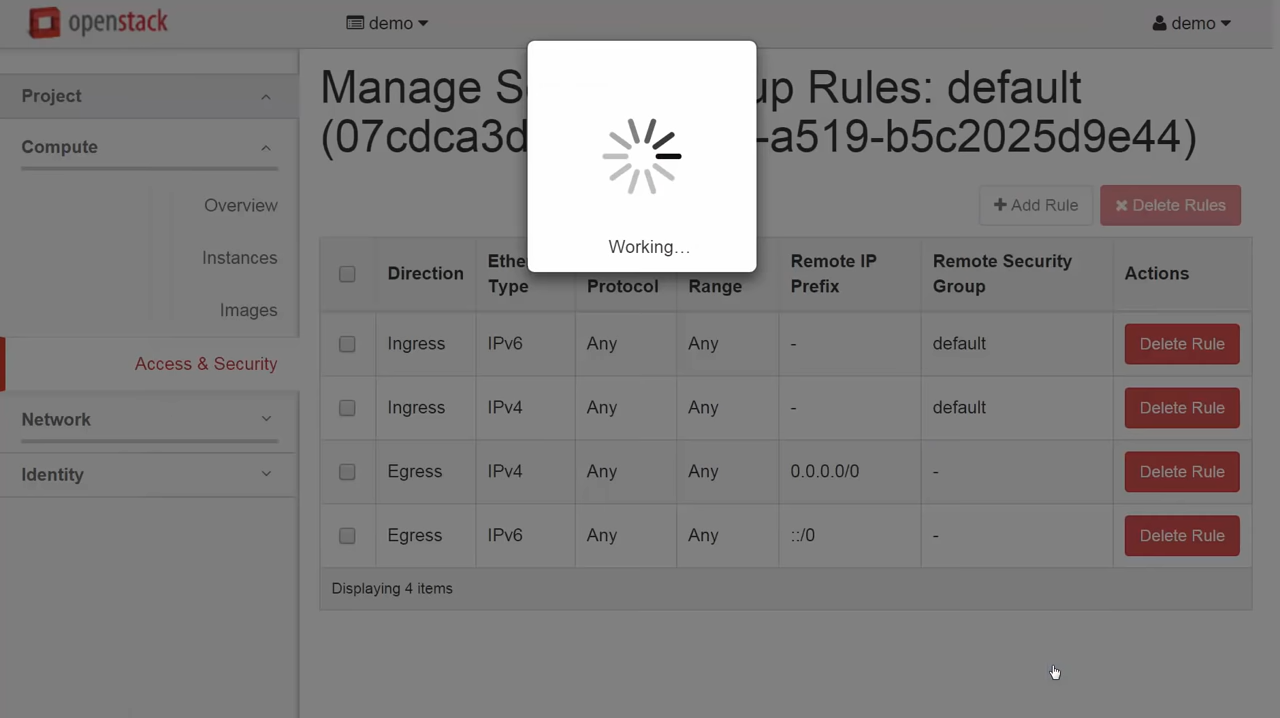 openstack
demo
demo
Project
Compute
Overview
Instances
Images
Access & Security
Network
Identity
Manage S up Rules: default
(07cdca3d -a519-b5c2025d9e44)
Working...
+ Add Rule
✖ Delete Rules
Direction Ethe Type Protocol Range Remote IP Prefix Remote Security Group Actions
Ingress IPv6 Any Any - default Delete Rule
Ingress IPv4 Any Any - default Delete Rule
Egress IPv4 Any Any 0.0.0.0/0 - Delete Rule
Egress IPv6 Any Any ::/0 - Delete Rule
Displaying 4 items